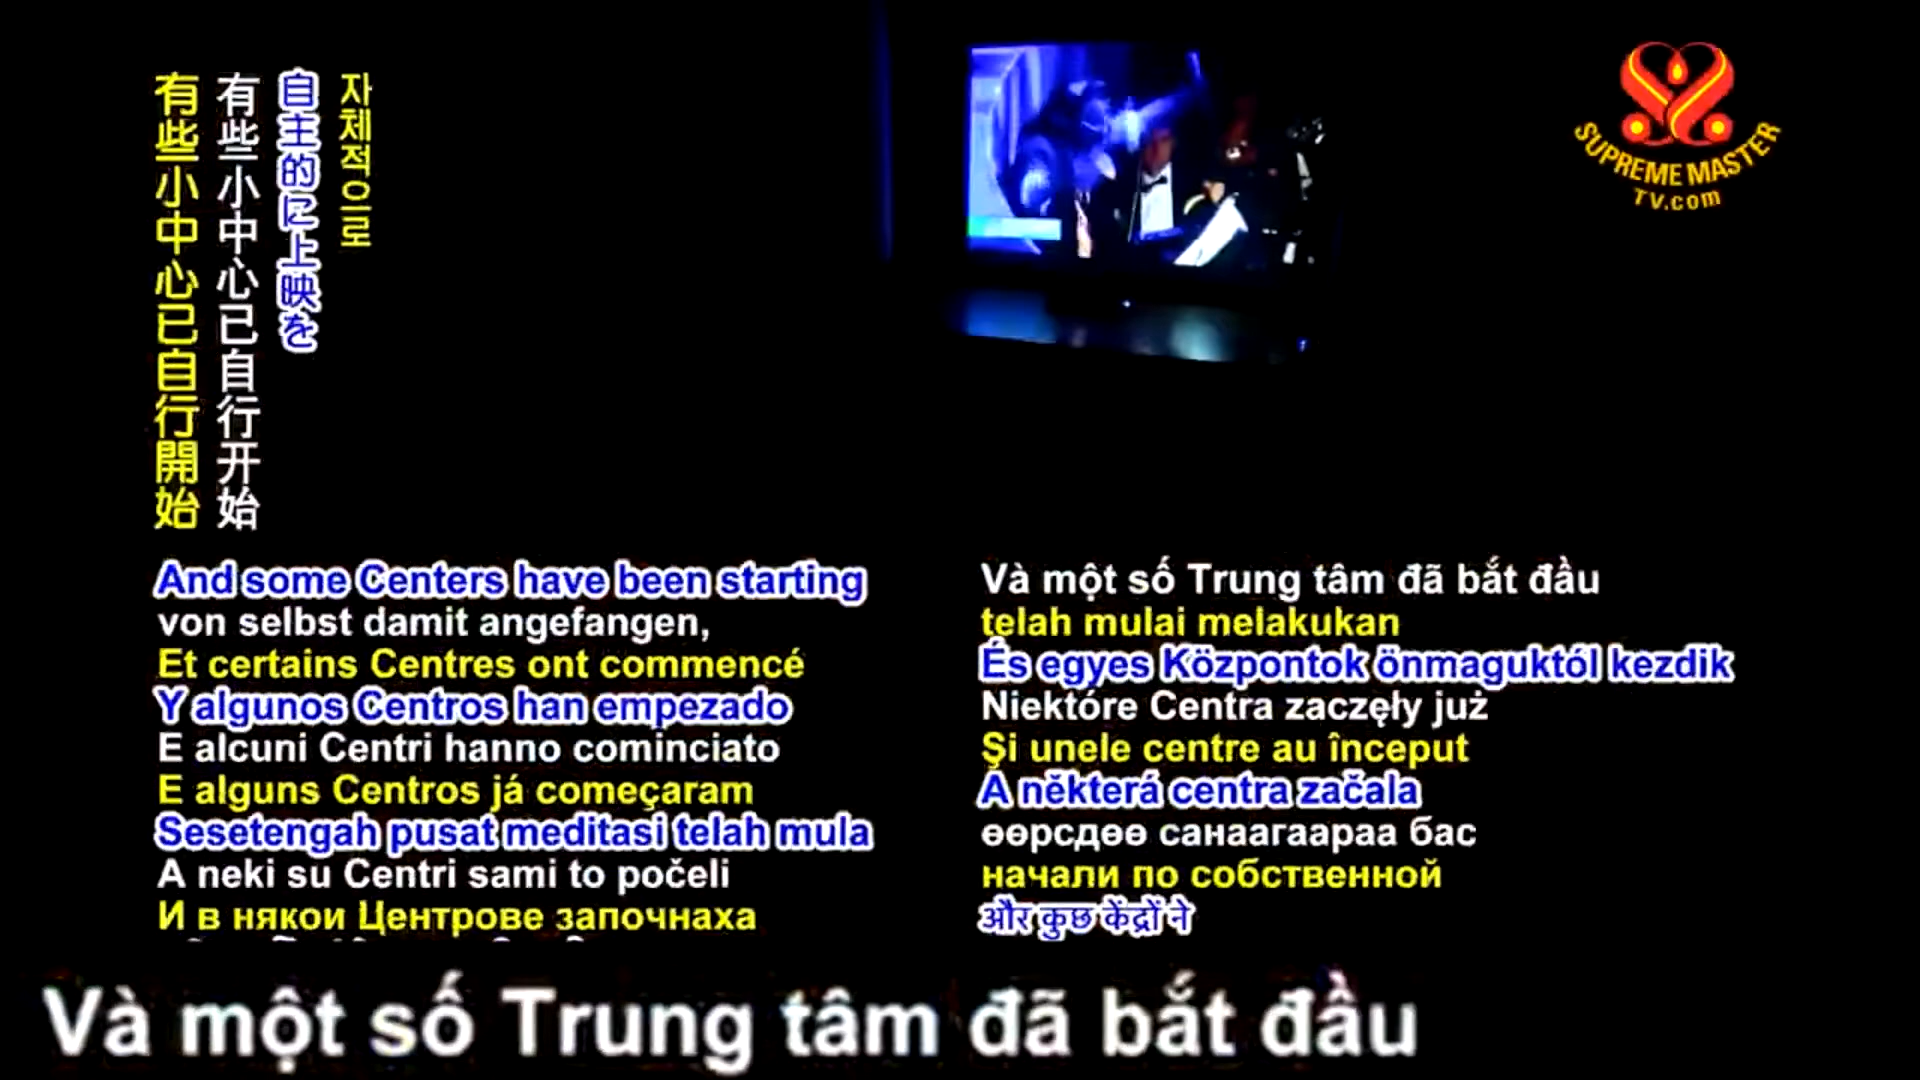 有些小中心已自行開始
有些小中心已自行开始
自主的に上映を
자체적으로
SUPREME MASTER
TV.com
And some Centers have been starting
von selbst damit angefangen,
Et certains Centres ont commencé
Y algunos Centros han empezado
E alcuni Centri hanno cominciato
E alguns Centros já começaram
Sesetengah pusat meditasi telah mula
A neki su Centri sami to počeli
И в някои Центрове започнаха
Và một số Trung tâm đã bắt đầu
telah mulai melakukan
És egyes Központok önmaguktól kezdik
Niektóre Centra zaczęły już
Şi unele centre au început
A některá centra začala
өөрсдөө санаагаараа бас
начали по собственной
और कुछ केंद्रों ने
Và một số Trung tâm đã bắt đầu